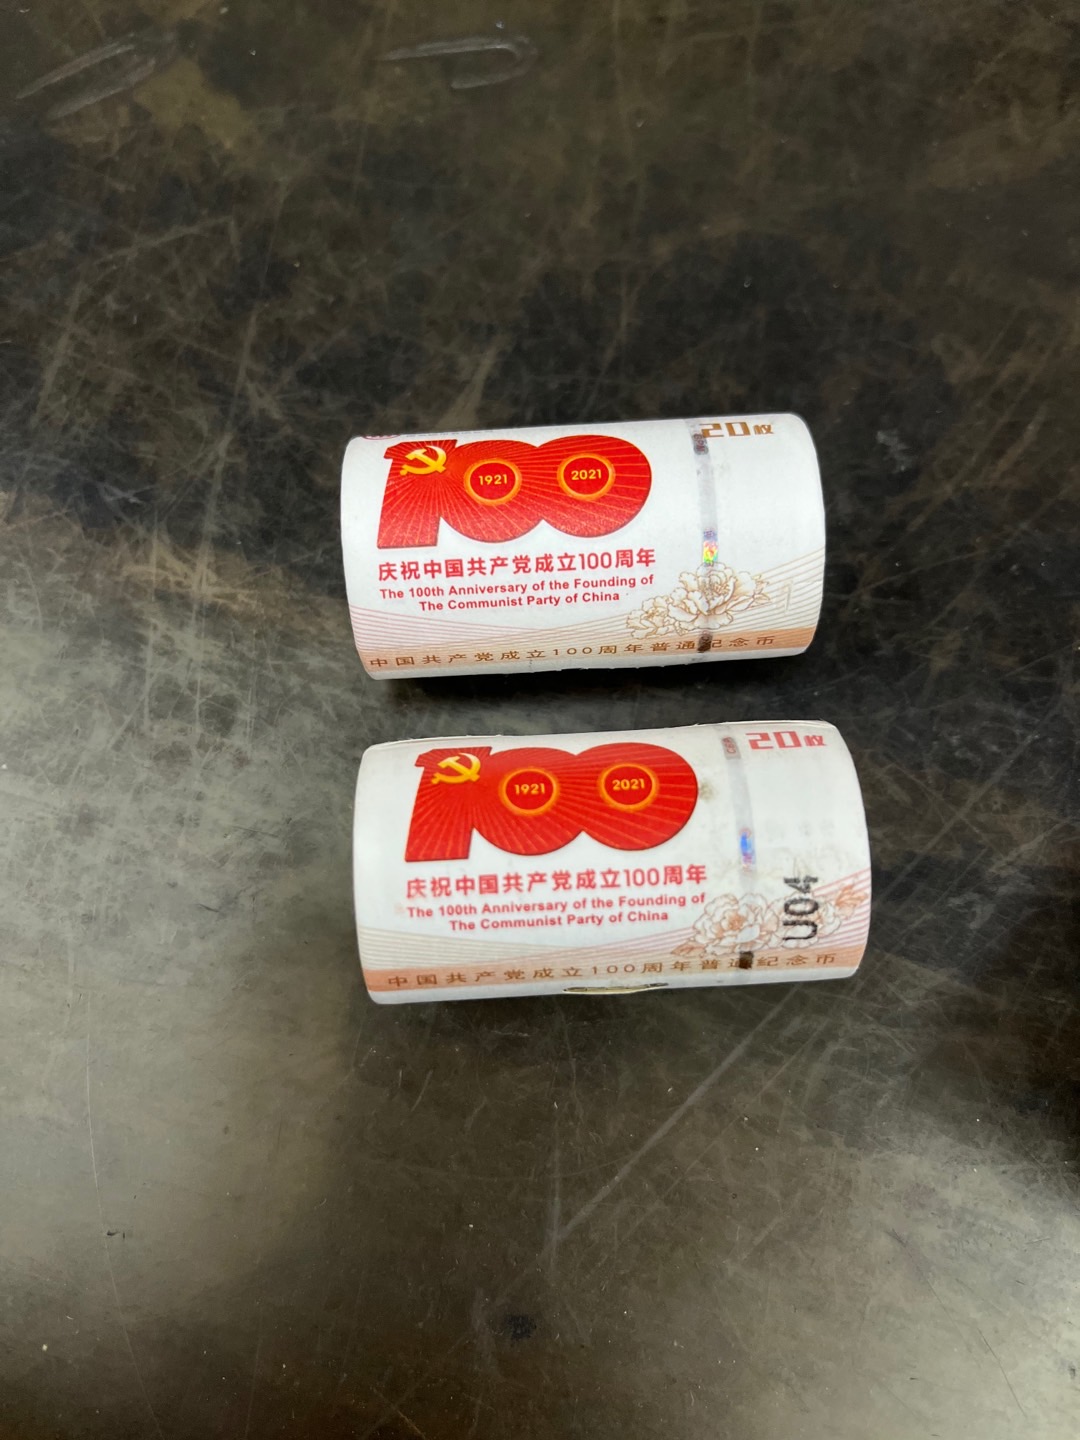 20枚
100
1921
2021
庆祝中国共产党成立100周年
The 100th Anniversary of the Founding of
The Communist Party of China
中国共产党成立100周年普通纪念币
20枚
100
1921
2021
庆祝中国共产党成立100周年
The 100th Anniversary of the Founding of
The Communist Party of China
U04
中国共产党成立100周年普通纪念币